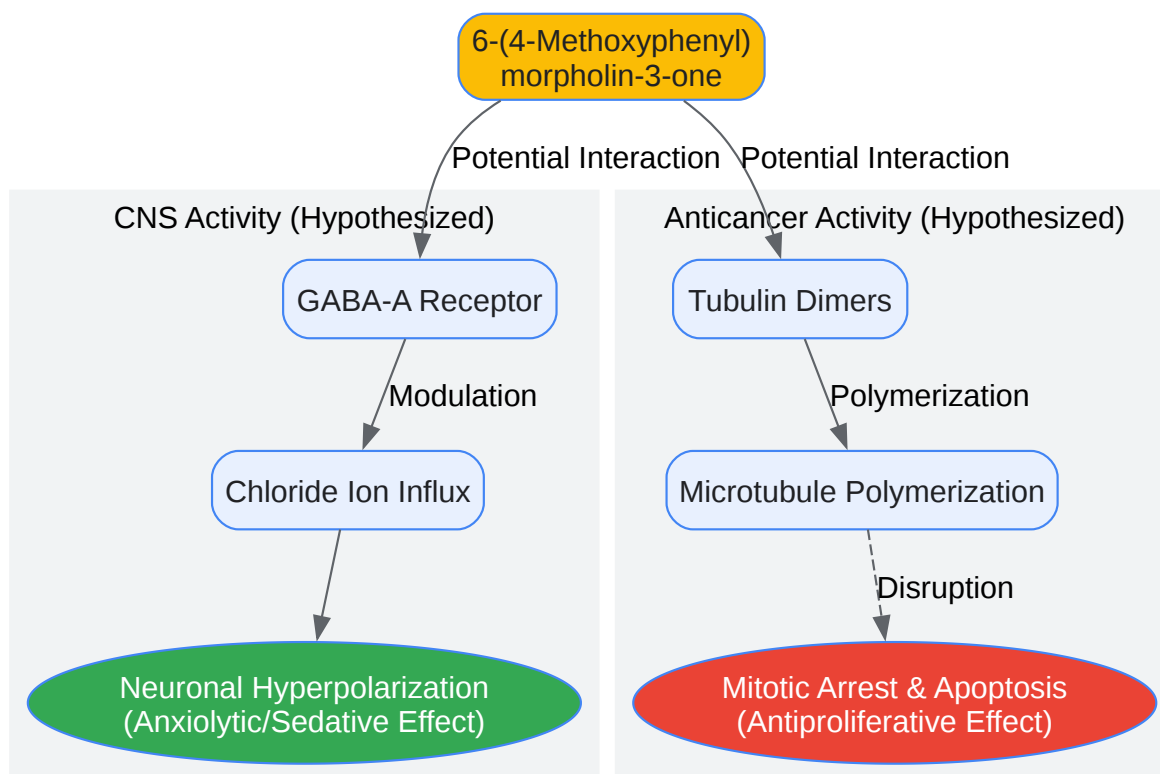 6-(4-Methoxyphenyl)
morpholin-3-one
Potential Interaction
Potential Interaction
CNS Activity (Hypothesized)
Anticancer Activity (Hypothesized)
GABA-A Receptor
Tubulin Dimers
Modulation
Polymerization
Chloride Ion Influx
Microtubule Polymerization
Disruption
Neuronal Hyperpolarization
(Anxiolytic/Sedative Effect)
Mitotic Arrest & Apoptosis
(Antiproliferative Effect)